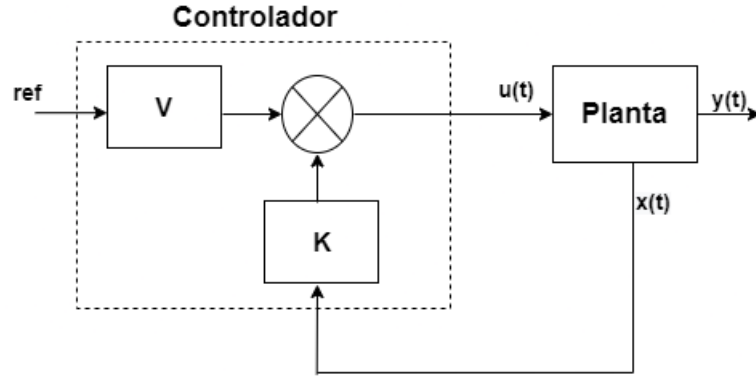 Controlador
ref
V
u(t)
Planta
y(t)
x(t)
K